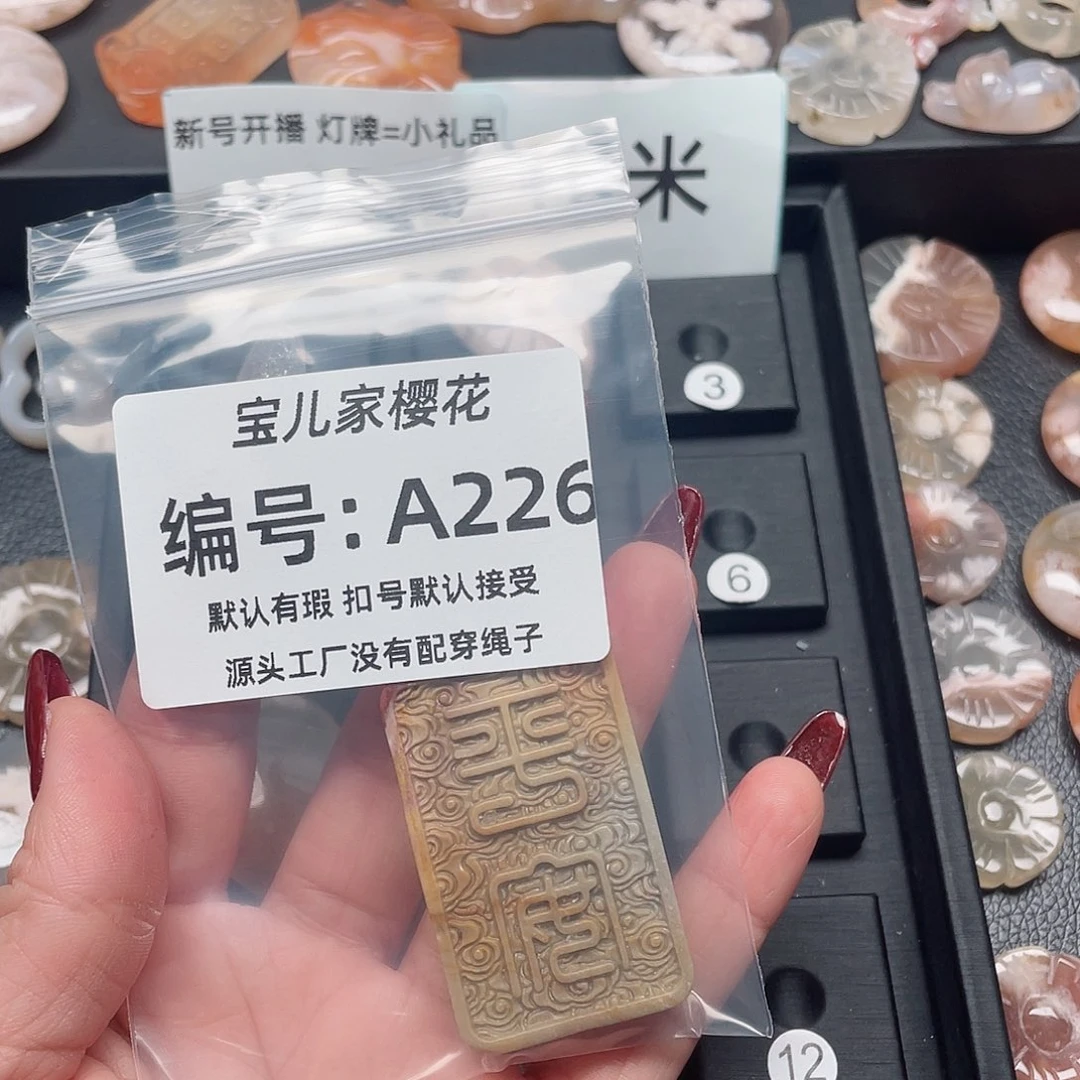 新号开播 灯牌=小礼品
米
宝儿家樱花
编号：A226
默认有瑕 扣号默认接受
源头工厂没有配穿绳子
3
6
12